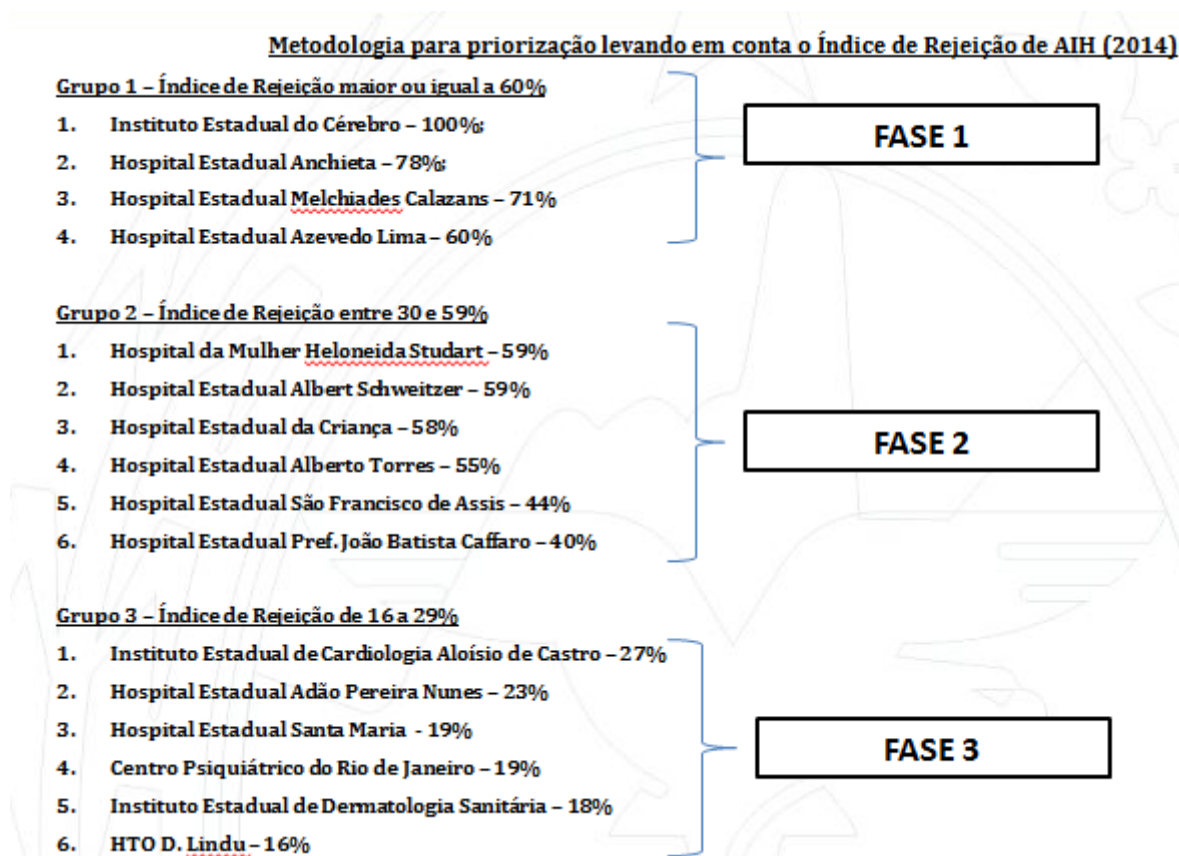 Metodologia para priorização levando em conta o Índice de Rejeição de AIH (2014)
Grupo 1 – Índice de Rejeição maior ou igual a 60%
1. Instituto Estadual do Cérebro – 100%;
2. Hospital Estadual Anchieta – 78%;
3. Hospital Estadual Melchiades Calazans – 71%
4. Hospital Estadual Azevedo Lima – 60%
FASE 1
Grupo 2 – Índice de Rejeição entre 30 e 59%
1. Hospital da Mulher Heloneida Studart – 59%
2. Hospital Estadual Albert Schweitzer – 59%
3. Hospital Estadual da Criança – 58%
4. Hospital Estadual Alberto Torres – 55%
5. Hospital Estadual São Francisco de Assis – 44%
6. Hospital Estadual Pref. João Batista Caffaro – 40%
FASE 2
Grupo 3 – Índice de Rejeição de 16 a 29%
1. Instituto Estadual de Cardiologia Aloísio de Castro – 27%
2. Hospital Estadual Adão Pereira Nunes – 23%
3. Hospital Estadual Santa Maria - 19%
4. Centro Psiquiátrico do Rio de Janeiro – 19%
5. Instituto Estadual de Dermatologia Sanitária – 18%
6. HTO D. Lindu – 16%
FASE 3